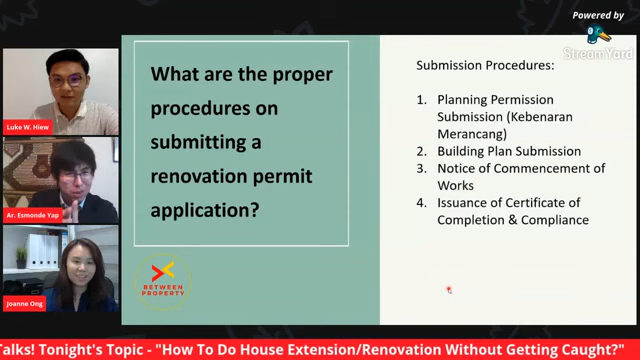 Powered by
StreamYard
What are the proper
procedures on
submitting a
renovation permit
application?
BETWEEN
PROPERTY
Submission Procedures:
1. Planning Permission
Submission (Kebenaran
Merancang)
2. Building Plan Submission
3. Notice of Commencement of
Works
4. Issuance of Certificate of
Completion & Compliance
Luke W. Hiew
Ar. Esmonde Yap
Joanne Ong
Talks! Tonight's Topic - "How To Do House Extension/Renovation Without Getting Caught?"